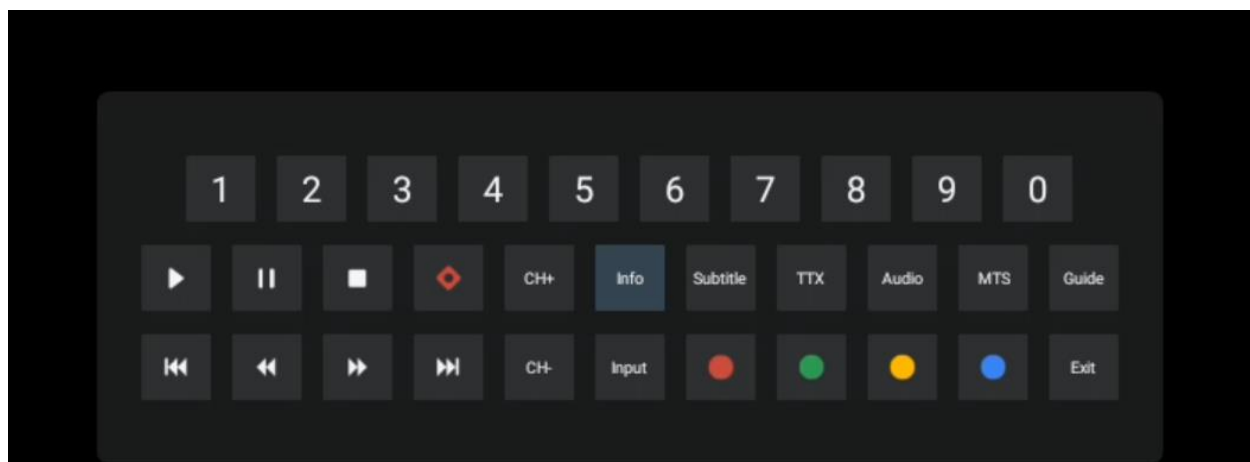 1 2 3 4 5 6 7 8 9 0
CH+ Info Subtitle TTX Audio MTS Guide
CH- Input Exit